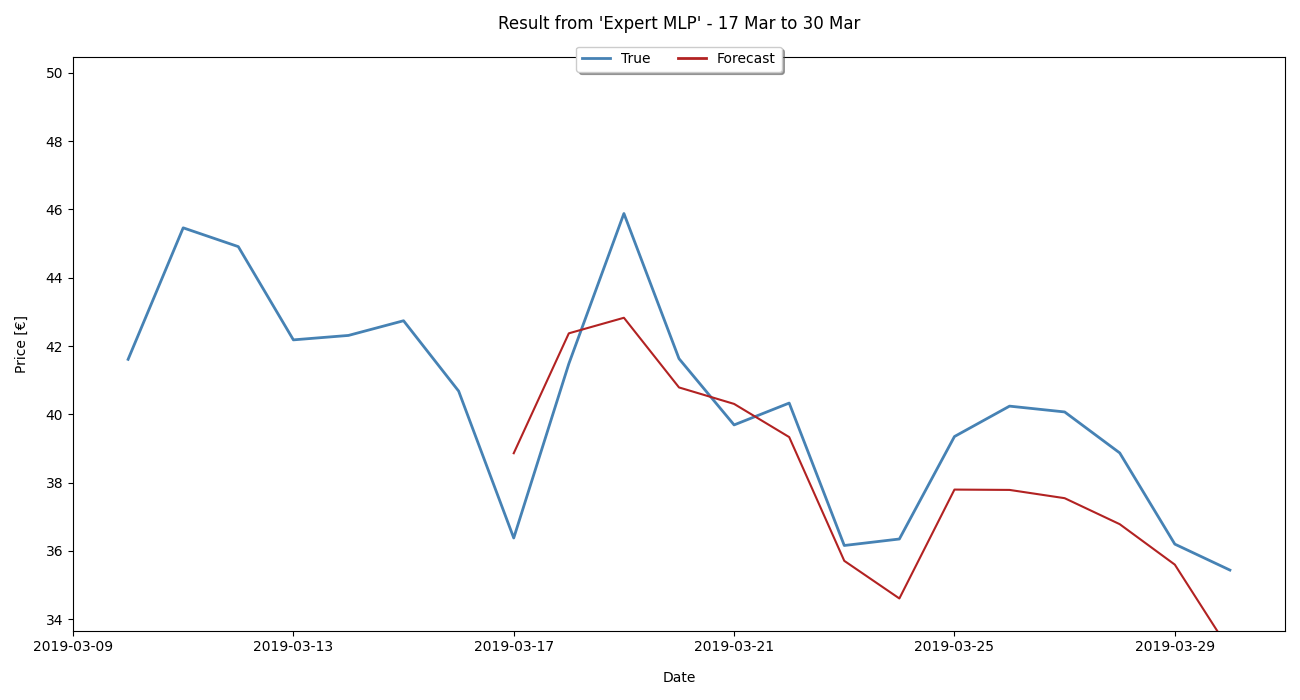 Result from 'Expert MLP' - 17 Mar to 30 Mar
True Forecast
50
48
46
44
42
40
38
36
34
Price [€]
2019-03-09 2019-03-13 2019-03-17 2019-03-21 2019-03-25 2019-03-29
Date